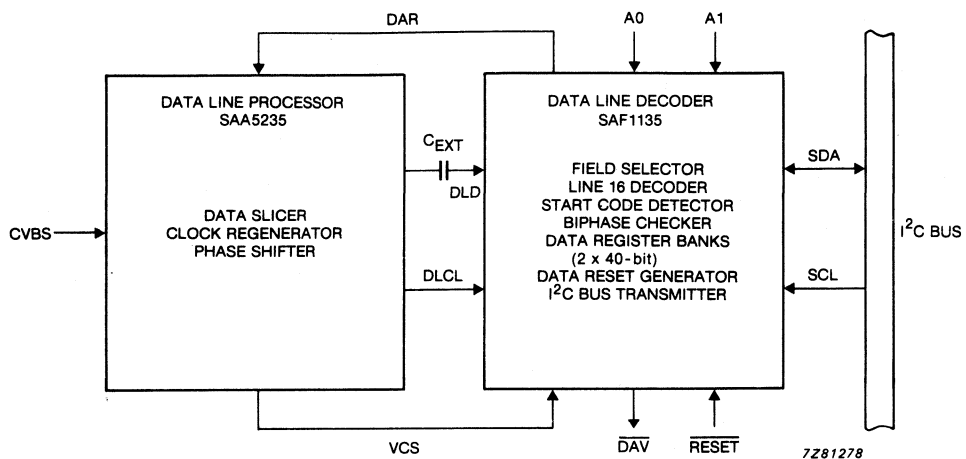 DAR
A0
A1
DATA LINE PROCESSOR
SAA5235
DATA LINE DECODER
SAF1135
C_EXT
DLD
FIELD SELECTOR
LINE 16 DECODER
START CODE DETECTOR
BIPHASE CHECKER
DATA REGISTER BANKS
(2 x 40-bit)
DATA RESET GENERATOR
I²C BUS TRANSMITTER
SDA
CVBS
DATA SLICER
CLOCK REGENERATOR
PHASE SHIFTER
I²C BUS
DLCL
SCL
VCS
D̅A̅V̅
R̅E̅S̅E̅T̅
7Z81278